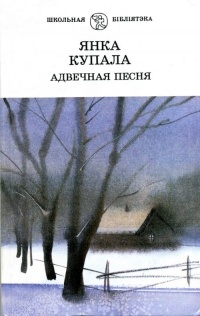 ШКОЛЬНАЯ БІБЛІЯТЭКА
ЯНКА
КУПАЛА
АДВЕЧНАЯ ПЕСНЯ